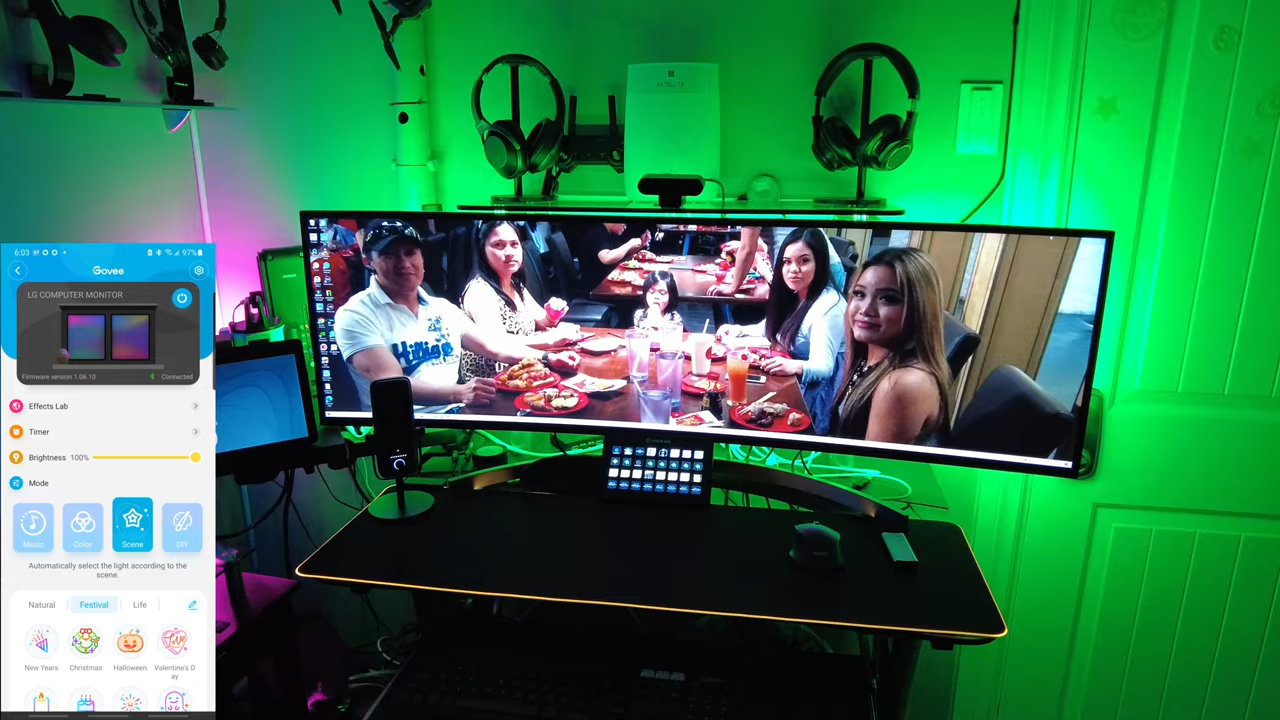 6:03
97%
Govee
LG COMPUTER MONITOR
Firmware version 1.06.10
Connected
Effects Lab
Timer
Brightness 100%
Mode
Music
Color
Scene
DIY
Automatically select the light according to the
scene.
Natural
Festival
Life
New Years
Christmas
Halloween
Valentine's D
ay
SATELLITE